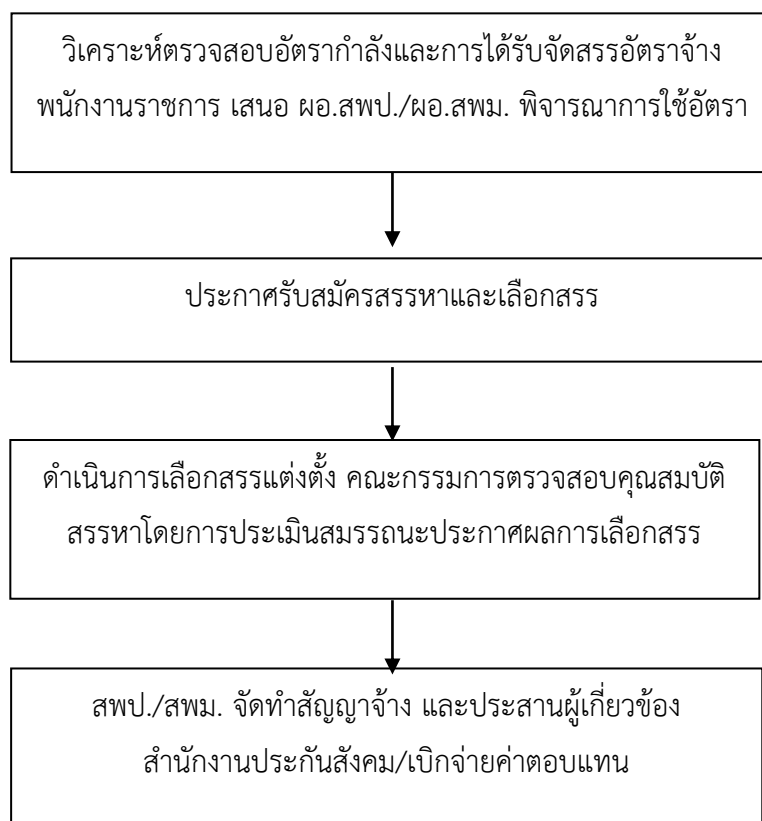 วิเคราะห์ตรวจสอบอัตรากำลังและการได้รับจัดสรรอัตราจ้าง
พนักงานราชการ เสนอ ผอ.สพป./ผอ.สพม. พิจารณาการใช้อัตรา
ประกาศรับสมัครสรรหาและเลือกสรร
ดำเนินการเลือกสรรแต่งตั้ง คณะกรรมการตรวจสอบคุณสมบัติ
สรรหาโดยการประเมินสมรรถนะประกาศผลการเลือกสรร
สพป./สพม. จัดทำสัญญาจ้าง และประสานผู้เกี่ยวข้อง
สำนักงานประกันสังคม/เบิกจ่ายค่าตอบแทน